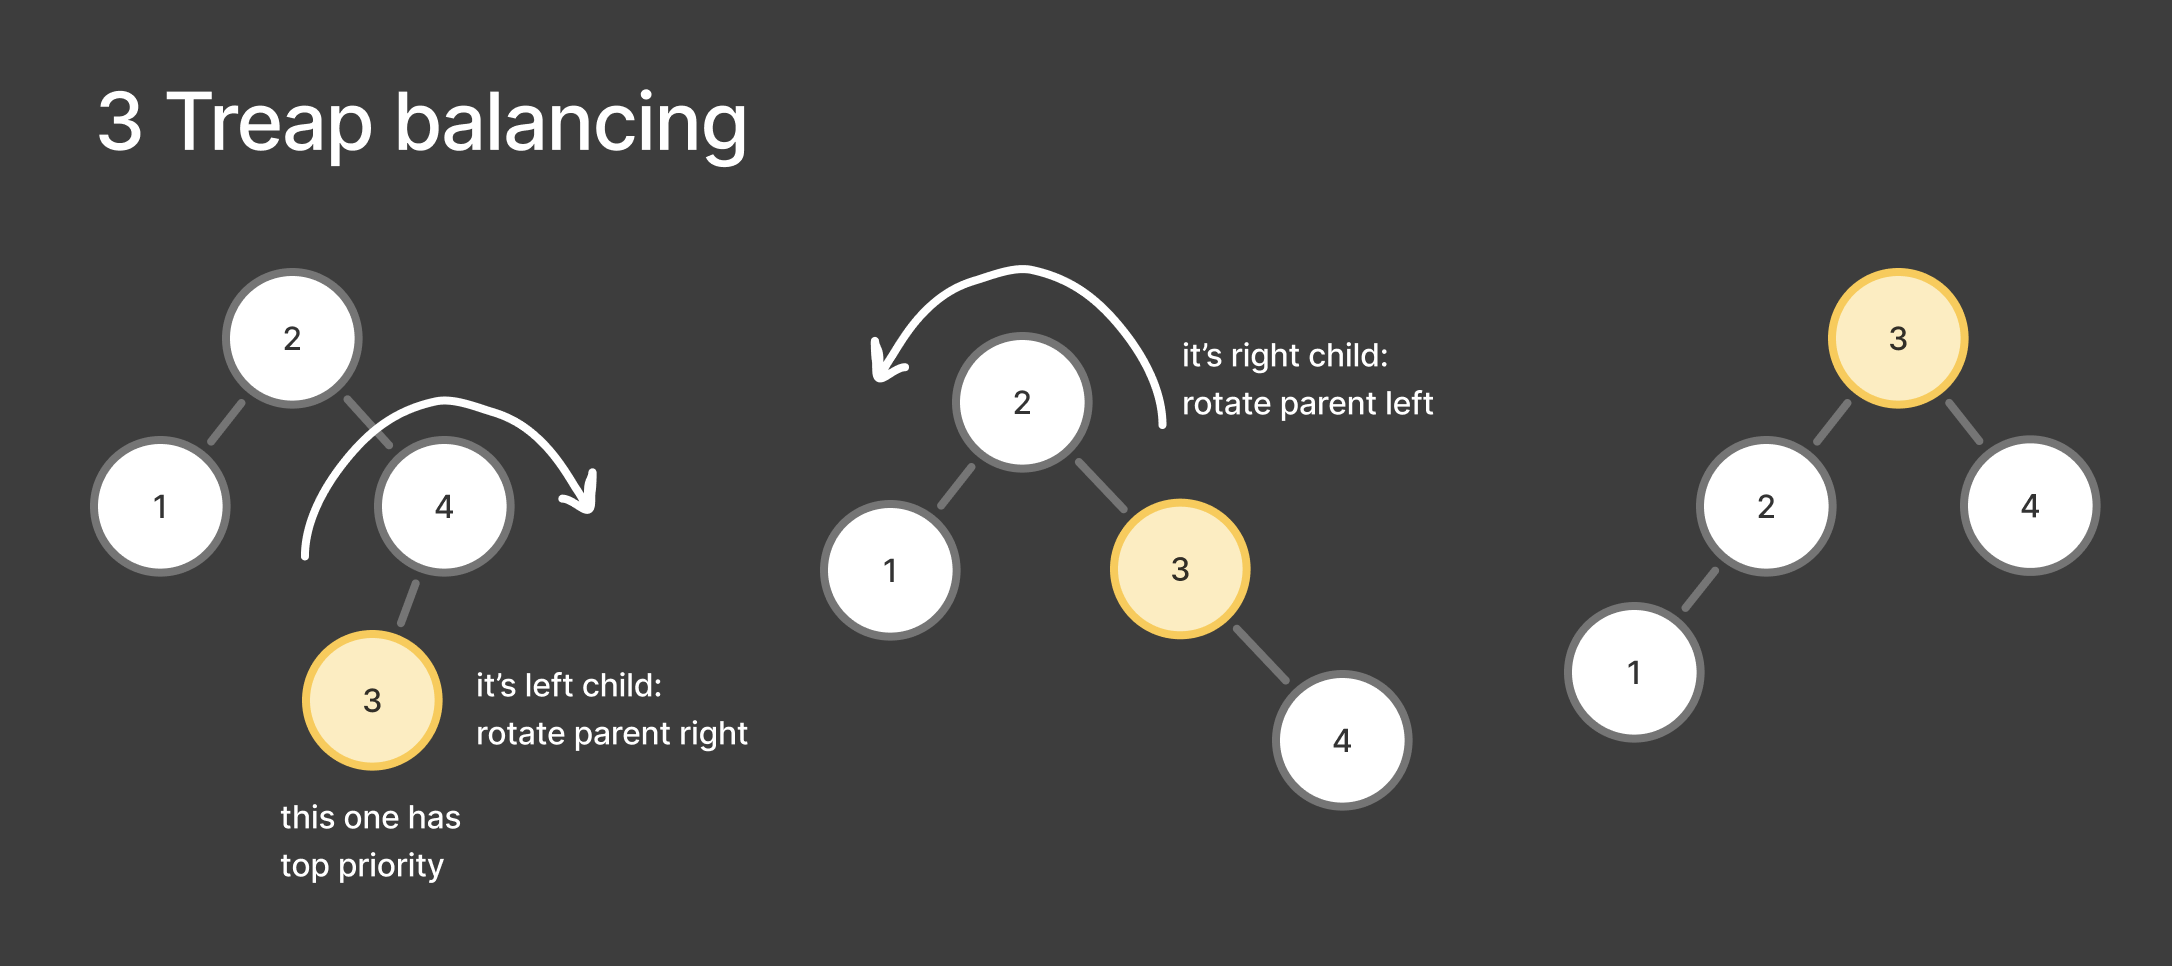 3 Treap balancing
2
1
4
3
it's left child:
rotate parent right
this one has
top priority
2
it's right child:
rotate parent left
1
3
4
3
2
4
1